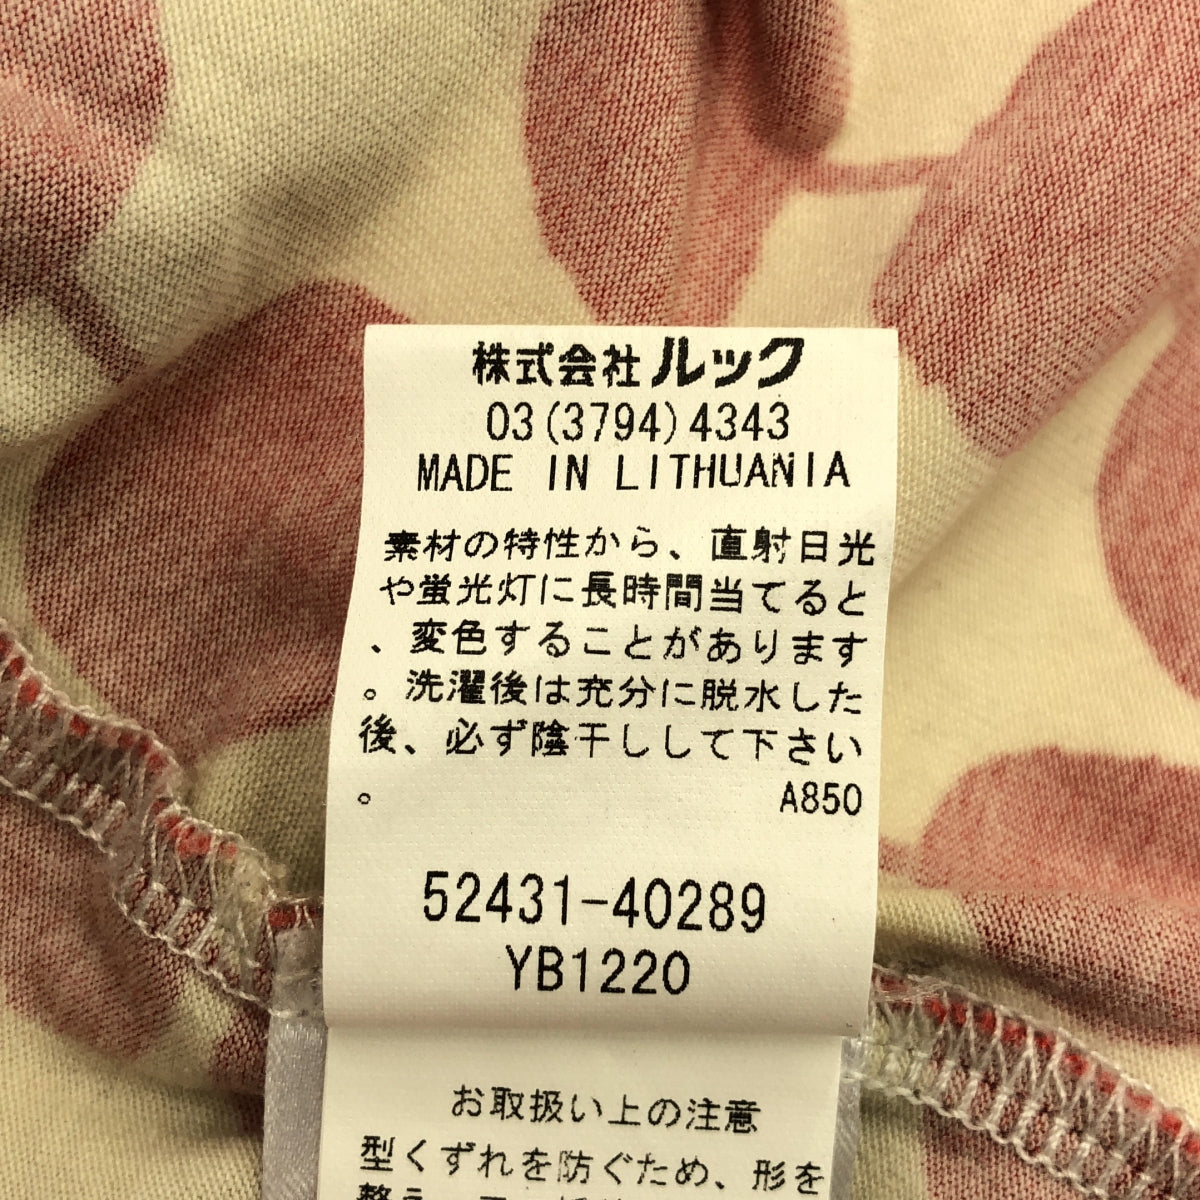 株式会社 ルック
03(3794)4343
MADE IN LITHUANIA
素材の特性から、直射日光
や蛍光灯に長時間当てると
、変色することがあります
。洗濯後は充分に脱水した
後、必ず陰干しして下さい
。 A850
52431-40289
YB1220
お取扱い上の注意
型くずれを防ぐため、形を
整え